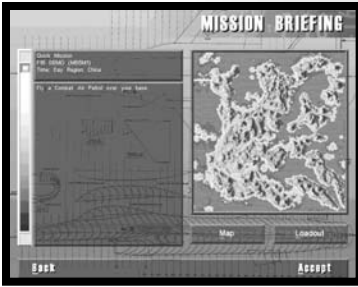 MISSION BRIEFING
Quick Mission
Time: Day Region: China
Fly a Combat Air Patrol over your base
Map Loadout
Back Accept